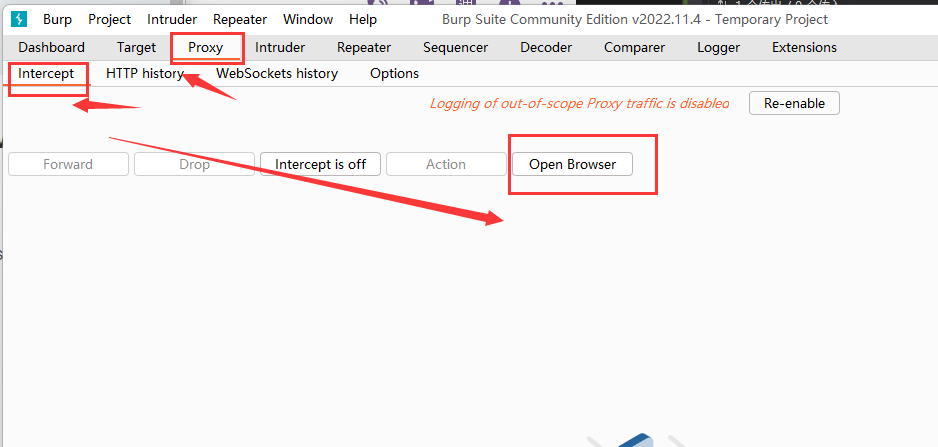 Burp Project Intruder Repeater Window Help Burp Suite Community Edition v2022.11.4 - Temporary Project
Dashboard Target Proxy Intruder Repeater Sequencer Decoder Comparer Logger Extensions
Intercept HTTP history WebSockets history Options
Logging of out-of-scope Proxy traffic is disabled Re-enable
Forward Drop Intercept is off Action Open Browser